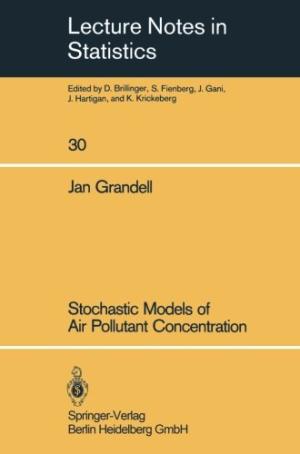 Lecture Notes in
Statistics
Edited by D. Brillinger, S. Fienberg, J. Gani,
J. Hartigan, and K. Krickeberg
30
Jan Grandell
Stochastic Models of
Air Pollutant Concentration
Springer-Verlag
Berlin Heidelberg GmbH